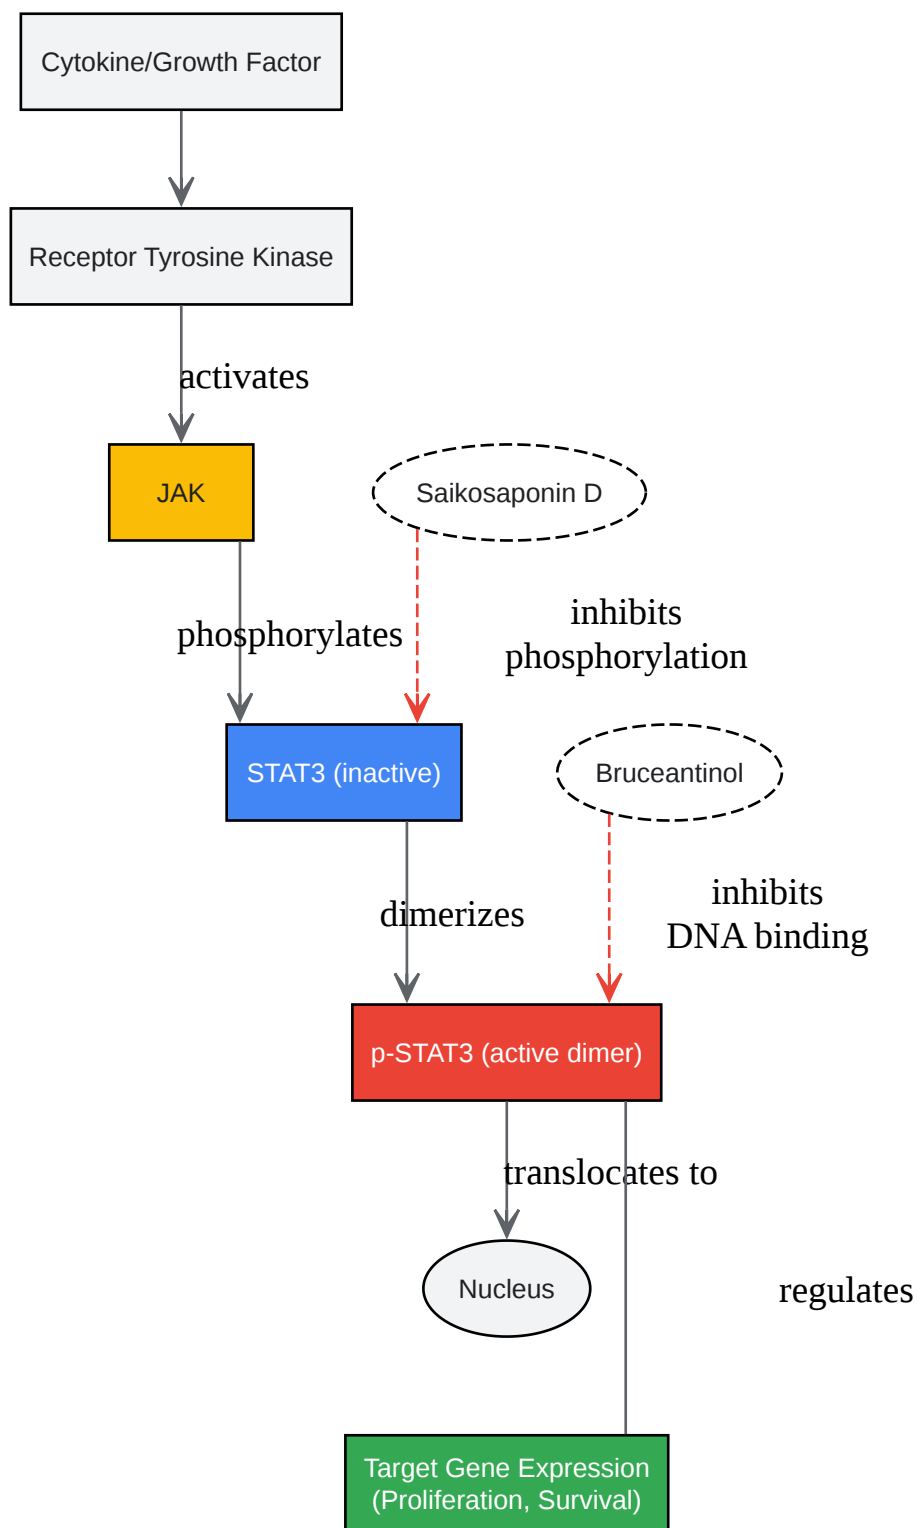 Cytokine/Growth Factor
Receptor Tyrosine Kinase
activates
JAK
Saikosaponin D
phosphorylates
inhibits
phosphorylation
STAT3 (inactive)
Bruceantinol
dimerizes
inhibits
DNA binding
p-STAT3 (active dimer)
translocates to
Nucleus
regulates
Target Gene Expression
(Proliferation, Survival)